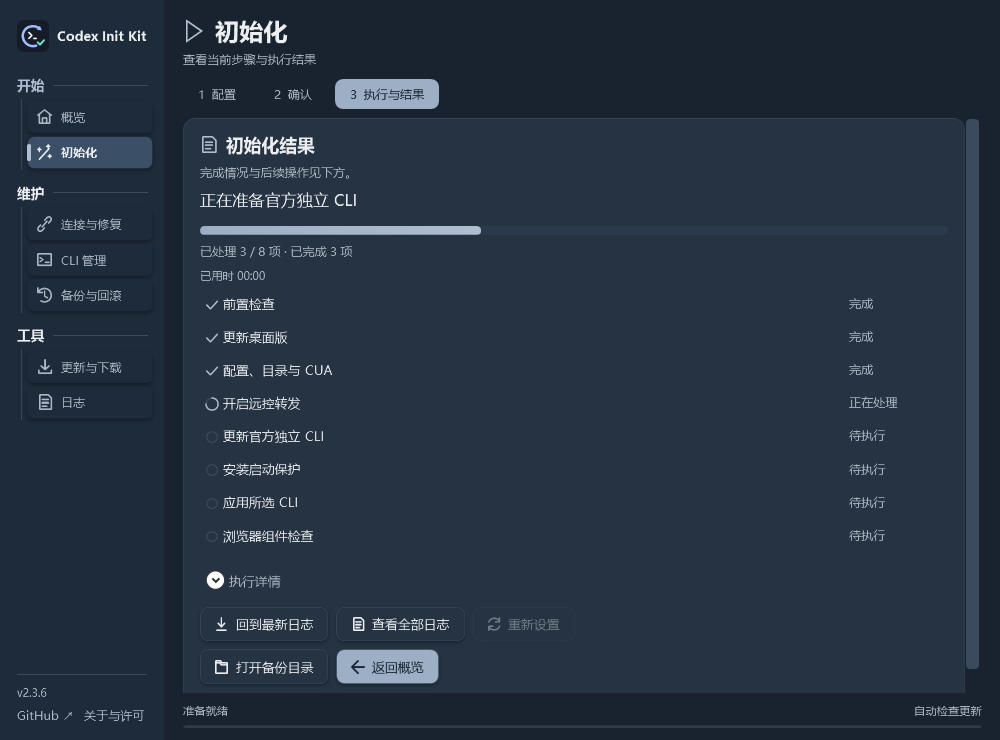 Codex Init Kit
开始
概览
初始化
维护
连接与修复
CLI 管理
备份与回滚
工具
更新与下载
日志
v2.3.6
GitHub ↗ 关于与许可
初始化
查看当前步骤与执行结果
1 配置 2 确认 3 执行与结果
初始化结果
完成情况与后续操作见下方。
正在准备官方独立 CLI
已处理 3 / 8 项 · 已完成 3 项
已用时 00:00
前置检查 完成
更新桌面版 完成
配置、目录与 CUA 完成
开启远控转发 正在处理
更新官方独立 CLI 待执行
安装启动保护 待执行
应用所选 CLI 待执行
浏览器组件检查 待执行
执行详情
回到最新日志 查看全部日志 重新设置
打开备份目录 返回概览
准备就绪 自动检查更新